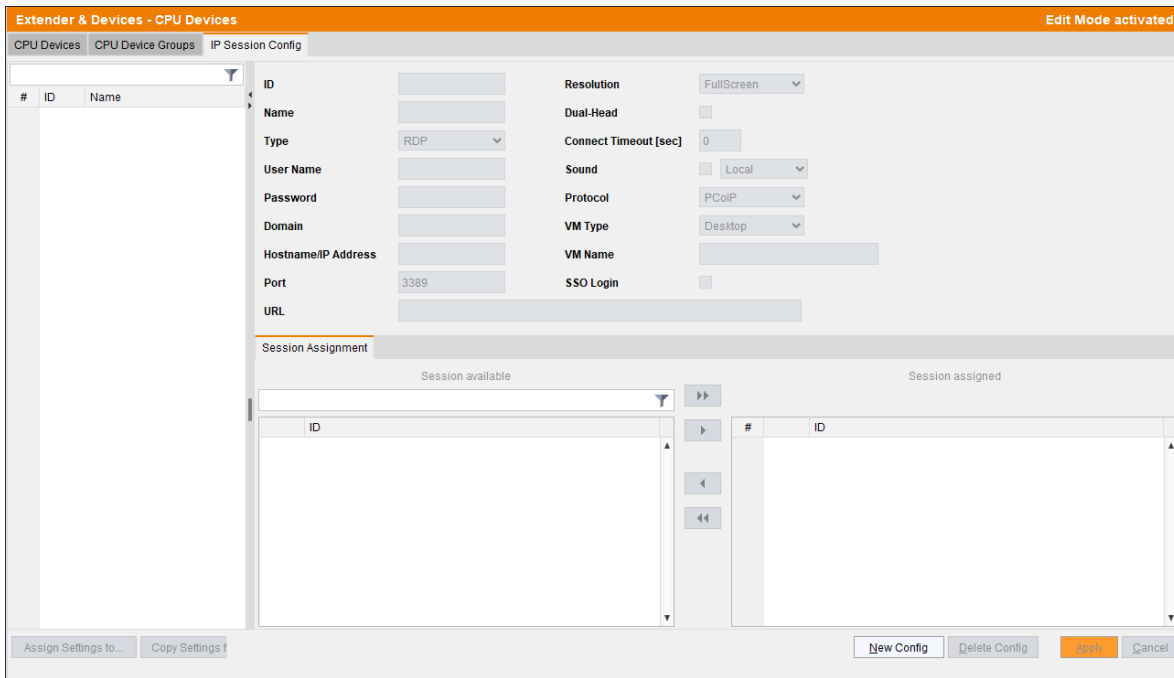 Extender & Devices - CPU Devices Edit Mode activated
CPU Devices CPU Device Groups IP Session Config
# ID Name
ID Resolution FullScreen
Name Dual-Head
Type RDP Connect Timeout [sec] 0
User Name Sound Local
Password Protocol PCoIP
Domain VM Type Desktop
Hostname/IP Address VM Name
Port 3389 SSO Login
URL
Session Assignment
Session available Session assigned
ID # ID
Assign Settings to... Copy Settings f New Config Delete Config Apply Cancel